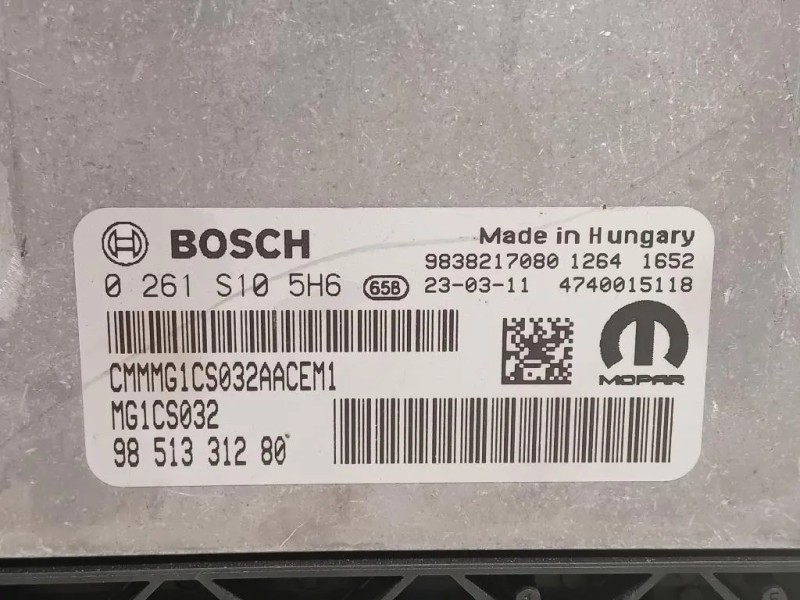 BOSCH
Made in Hungary
0 261 S10 5H6 658
9838217080 1264 1652
23-03-11 4740015118
CMMMG1CS032AACEM1
MG1CS032
98 513 312 80
MOPAR